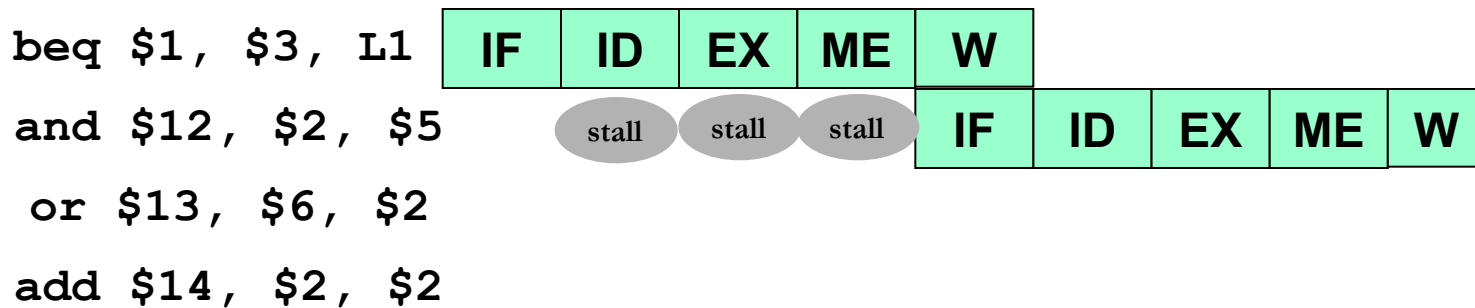 beq $1, $3, L1 IF ID EX ME W
and $12, $2, $5 stall stall stall IF ID EX ME W
or $13, $6, $2
add $14, $2, $2